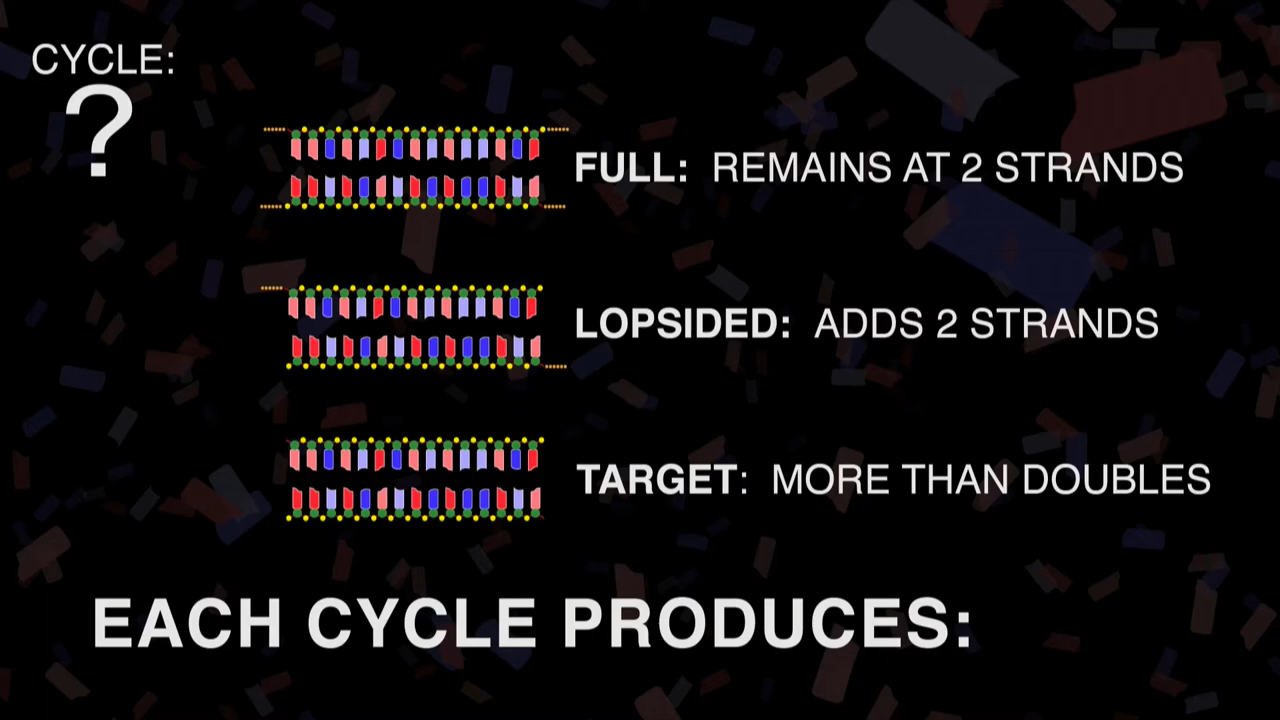 CYCLE:
?
FULL: REMAINS AT 2 STRANDS
LOPSIDED: ADDS 2 STRANDS
TARGET: MORE THAN DOUBLES
EACH CYCLE PRODUCES: